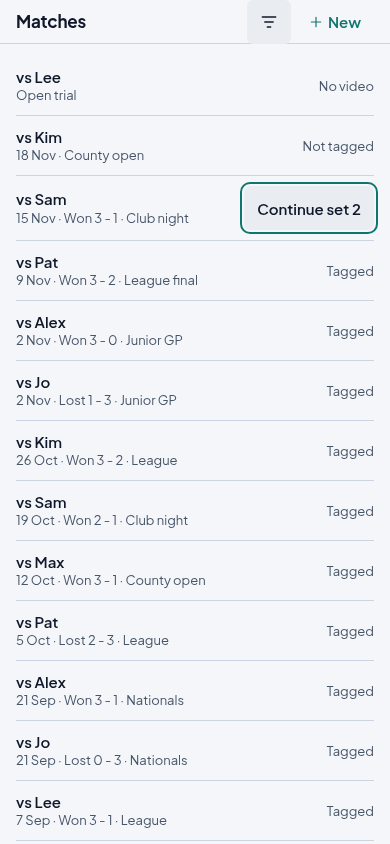 Matches
+ New
vs Lee
Open trial
No video
vs Kim
18 Nov · County open
Not tagged
vs Sam
15 Nov · Won 3 - 1 · Club night
Continue set 2
vs Pat
9 Nov · Won 3 - 2 · League final
Tagged
vs Alex
2 Nov · Won 3 - 0 · Junior GP
Tagged
vs Jo
2 Nov · Lost 1 - 3 · Junior GP
Tagged
vs Kim
26 Oct · Won 3 - 2 · League
Tagged
vs Sam
19 Oct · Won 2 - 1 · Club night
Tagged
vs Max
12 Oct · Won 3 - 1 · County open
Tagged
vs Pat
5 Oct · Lost 2 - 3 · League
Tagged
vs Alex
21 Sep · Won 3 - 1 · Nationals
Tagged
vs Jo
21 Sep · Lost 0 - 3 · Nationals
Tagged
vs Lee
7 Sep · Won 3 - 1 · League
Tagged